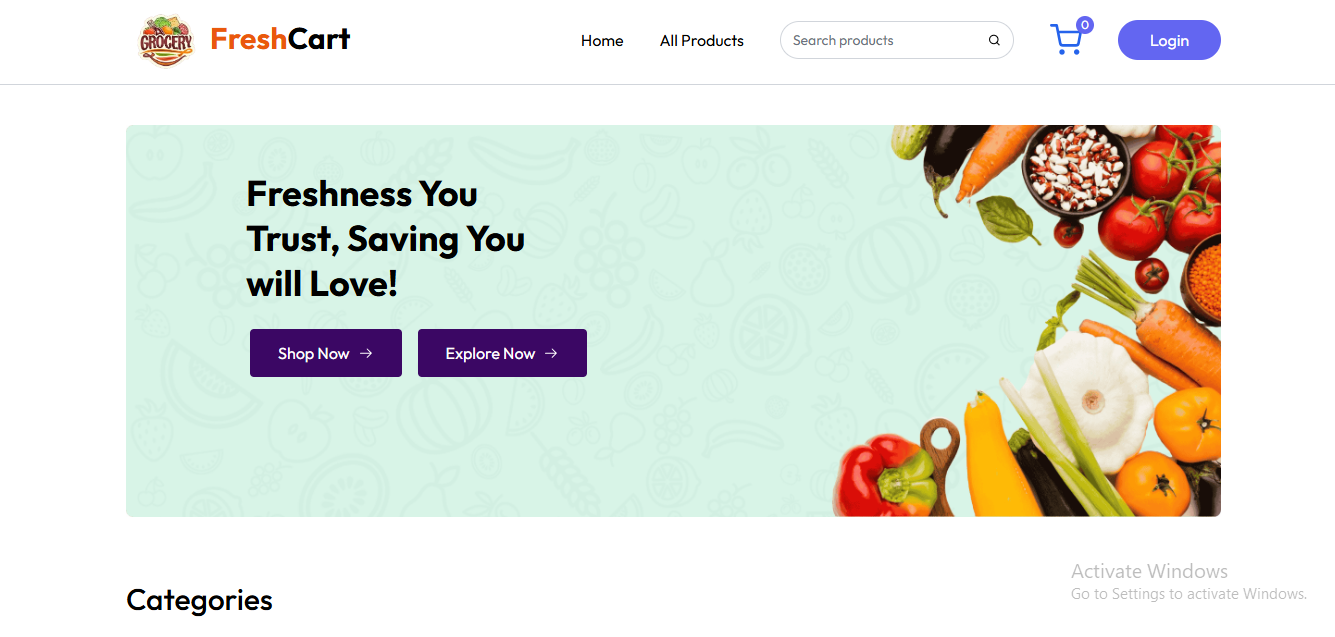 GROCERY
FreshCart
Home
All Products
Search products
0
Login
Freshness You
Trust, Saving You
will Love!
Shop Now
Explore Now
Categories
Activate Windows
Go to Settings to activate Windows.